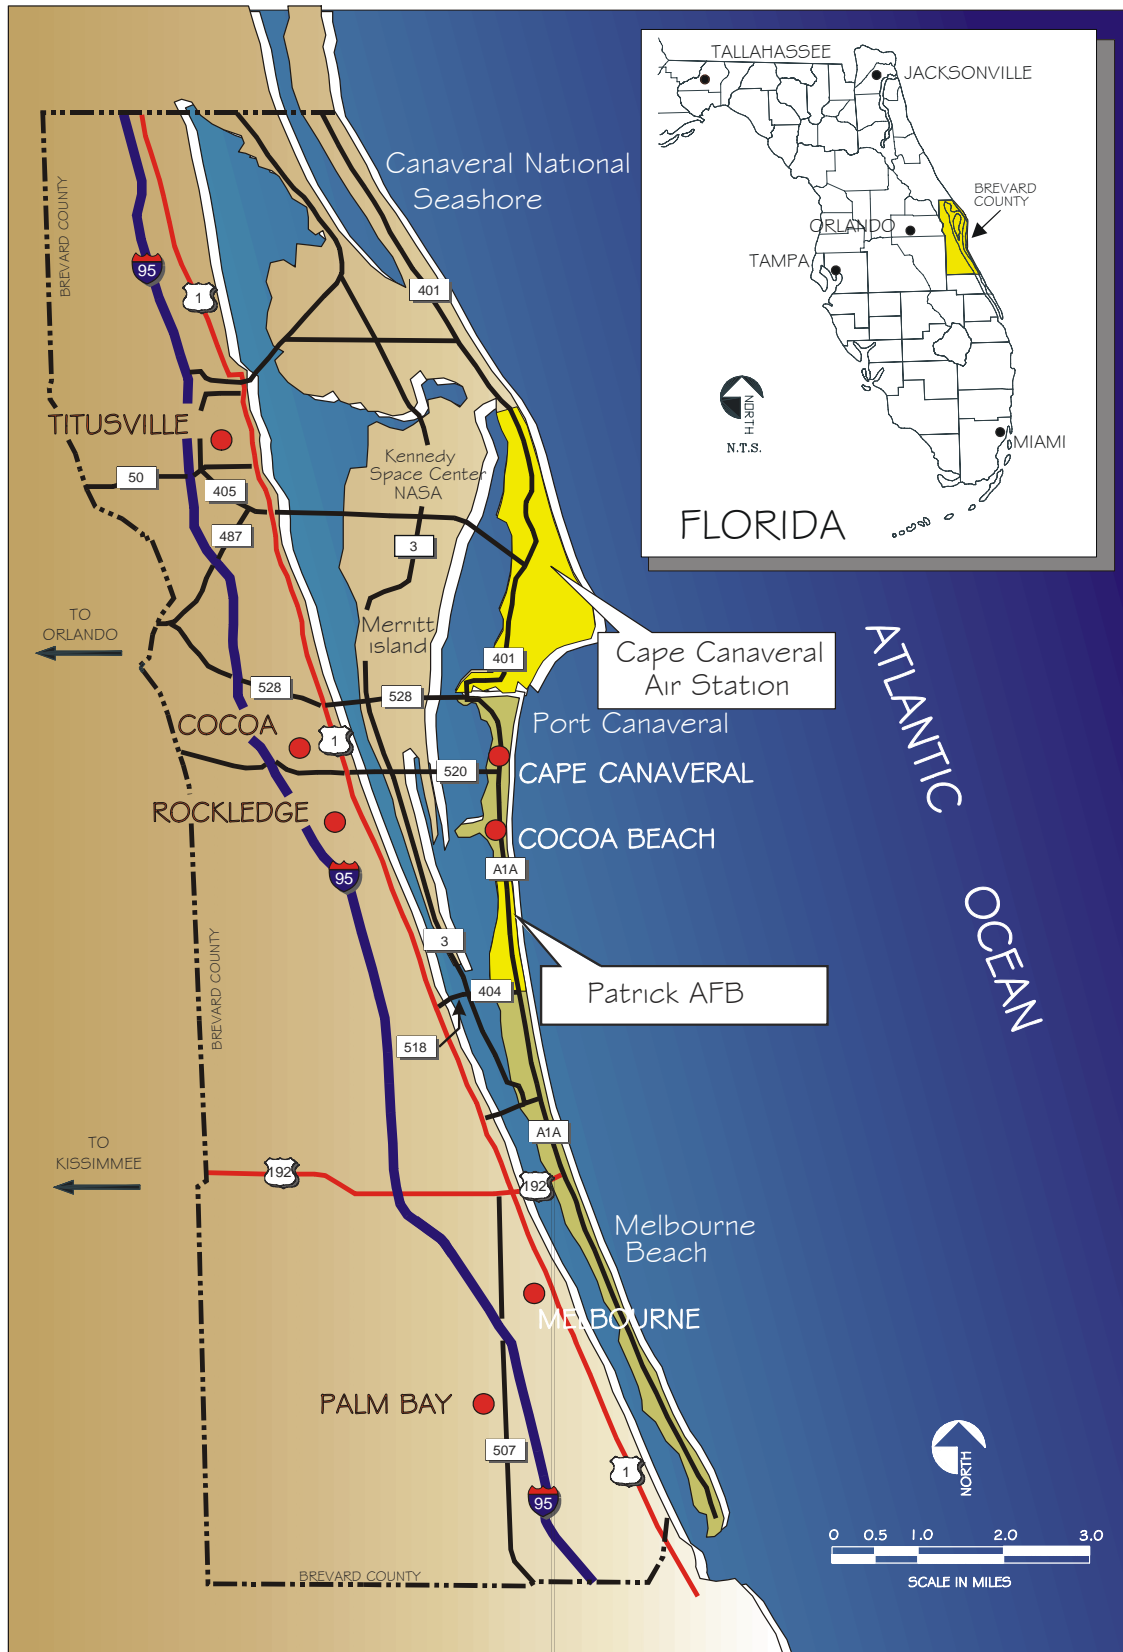 TALLAHASSEE
JACKSONVILLE
BREVARD
COUNTY
ORLANDO
TAMPA
NORTH
N.T.S.
MIAMI
FLORIDA
Canaveral National
Seashore
BREVARD COUNTY
95
1
401
TITUSVILLE
50
405
487
Kennedy
Space Center
NASA
3
TO
ORLANDO
Merritt
Island
401
Cape Canaveral
Air Station
528
528
COCOA
1
Port Canaveral
520
CAPE CANAVERAL
ROCKLEDGE
COCOA BEACH
95
A1A
ATLANTIC
OCEAN
BREVARD COUNTY
3
404
Patrick AFB
518
A1A
TO
KISSIMMEE
192
192
Melbourne
Beach
MELBOURNE
PALM BAY
507
1
95
NORTH
0 0.5 1.0 2.0 3.0
SCALE IN MILES
BREVARD COUNTY